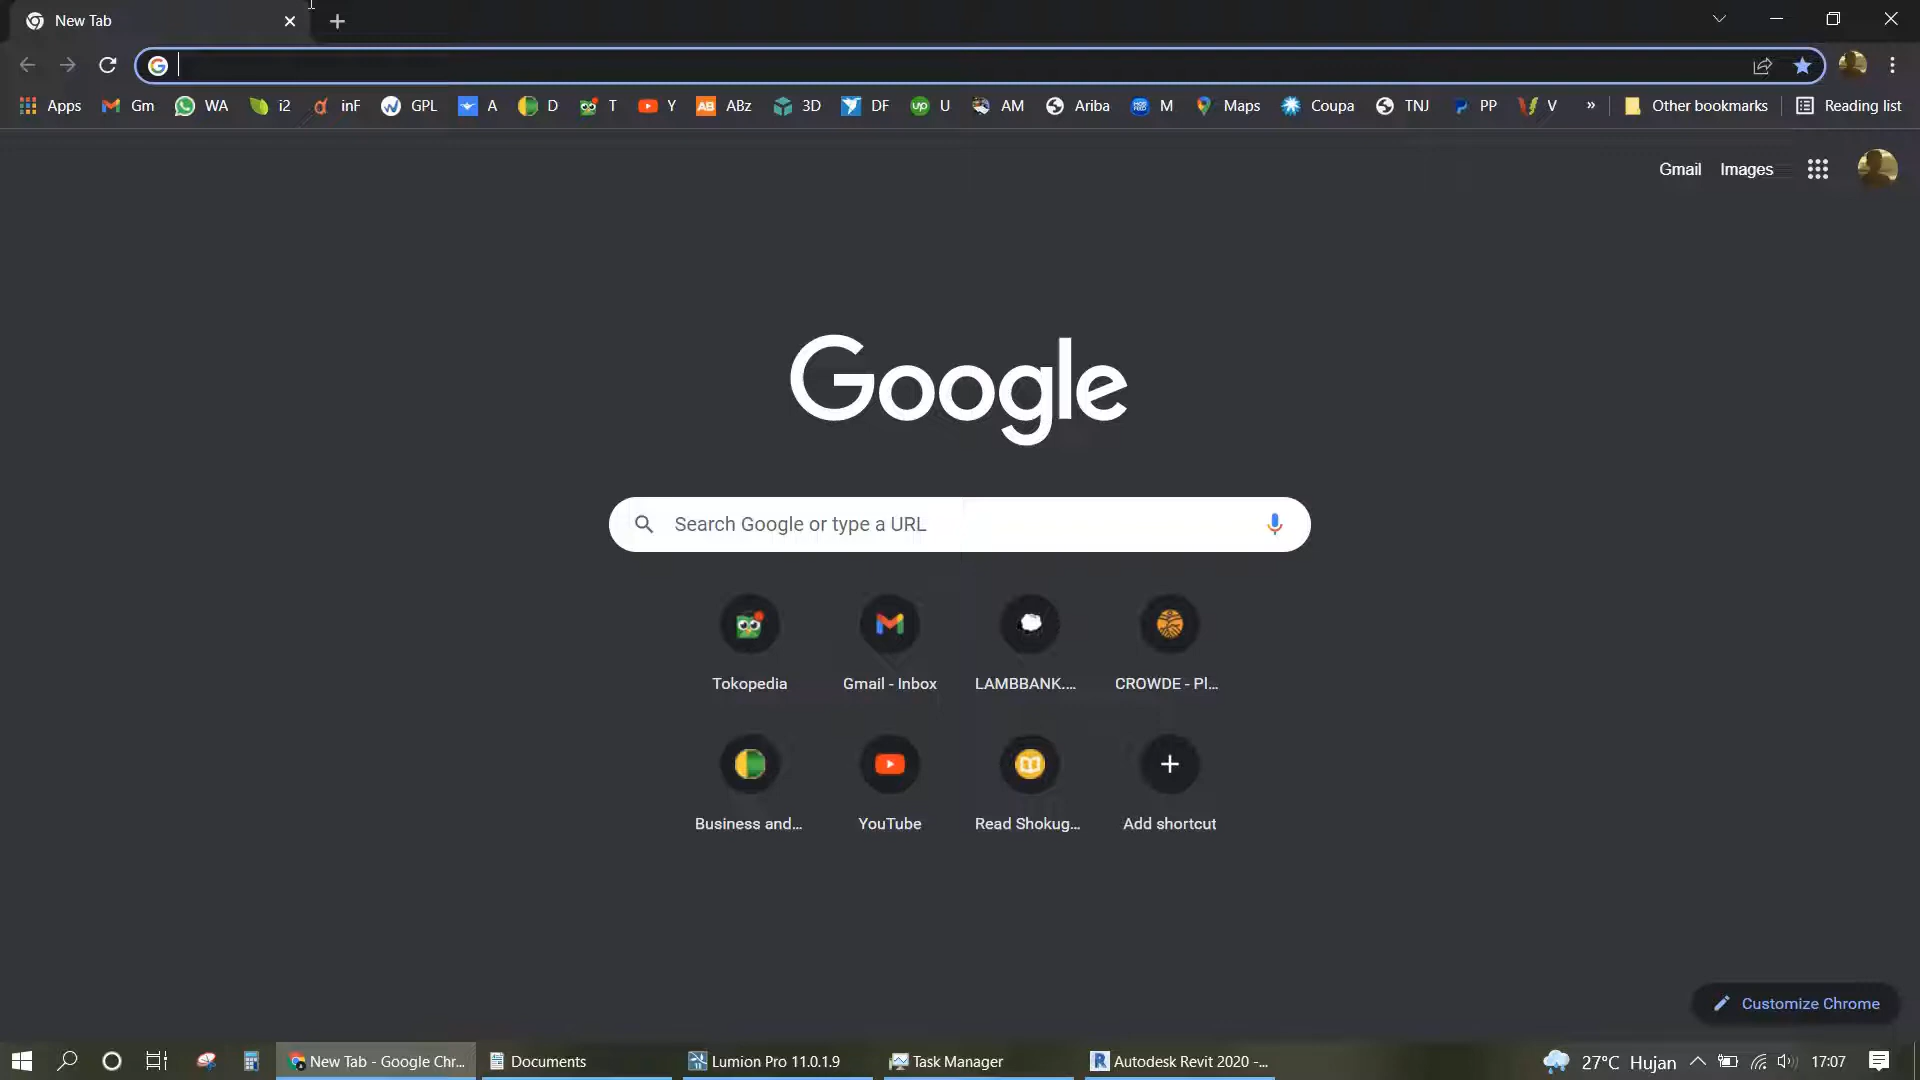 New Tab
Apps Gm WA i2 inF GPL A D T Y ABz 3D DF U AM Ariba M Maps Coupa TNJ PP V » Other bookmarks Reading list
Gmail Images
Google
Search Google or type a URL
Tokopedia Gmail - Inbox LAMBBANK.... CROWDE - Pl...
Business and... YouTube Read Shokug... Add shortcut
Customize Chrome
New Tab - Google Chr... Documents Lumion Pro 11.0.1.9 Task Manager Autodesk Revit 2020 -... 27°C Hujan 17:07